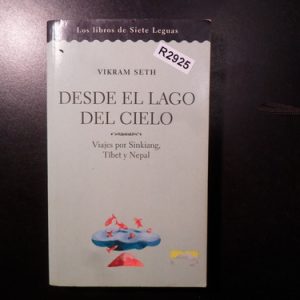 Los libros de Siete Leguas
R2925
VIKRAM SETH
DESDE EL LAGO
DEL CIELO
Viajes por Sinkiang,
Tíbet y Nepal